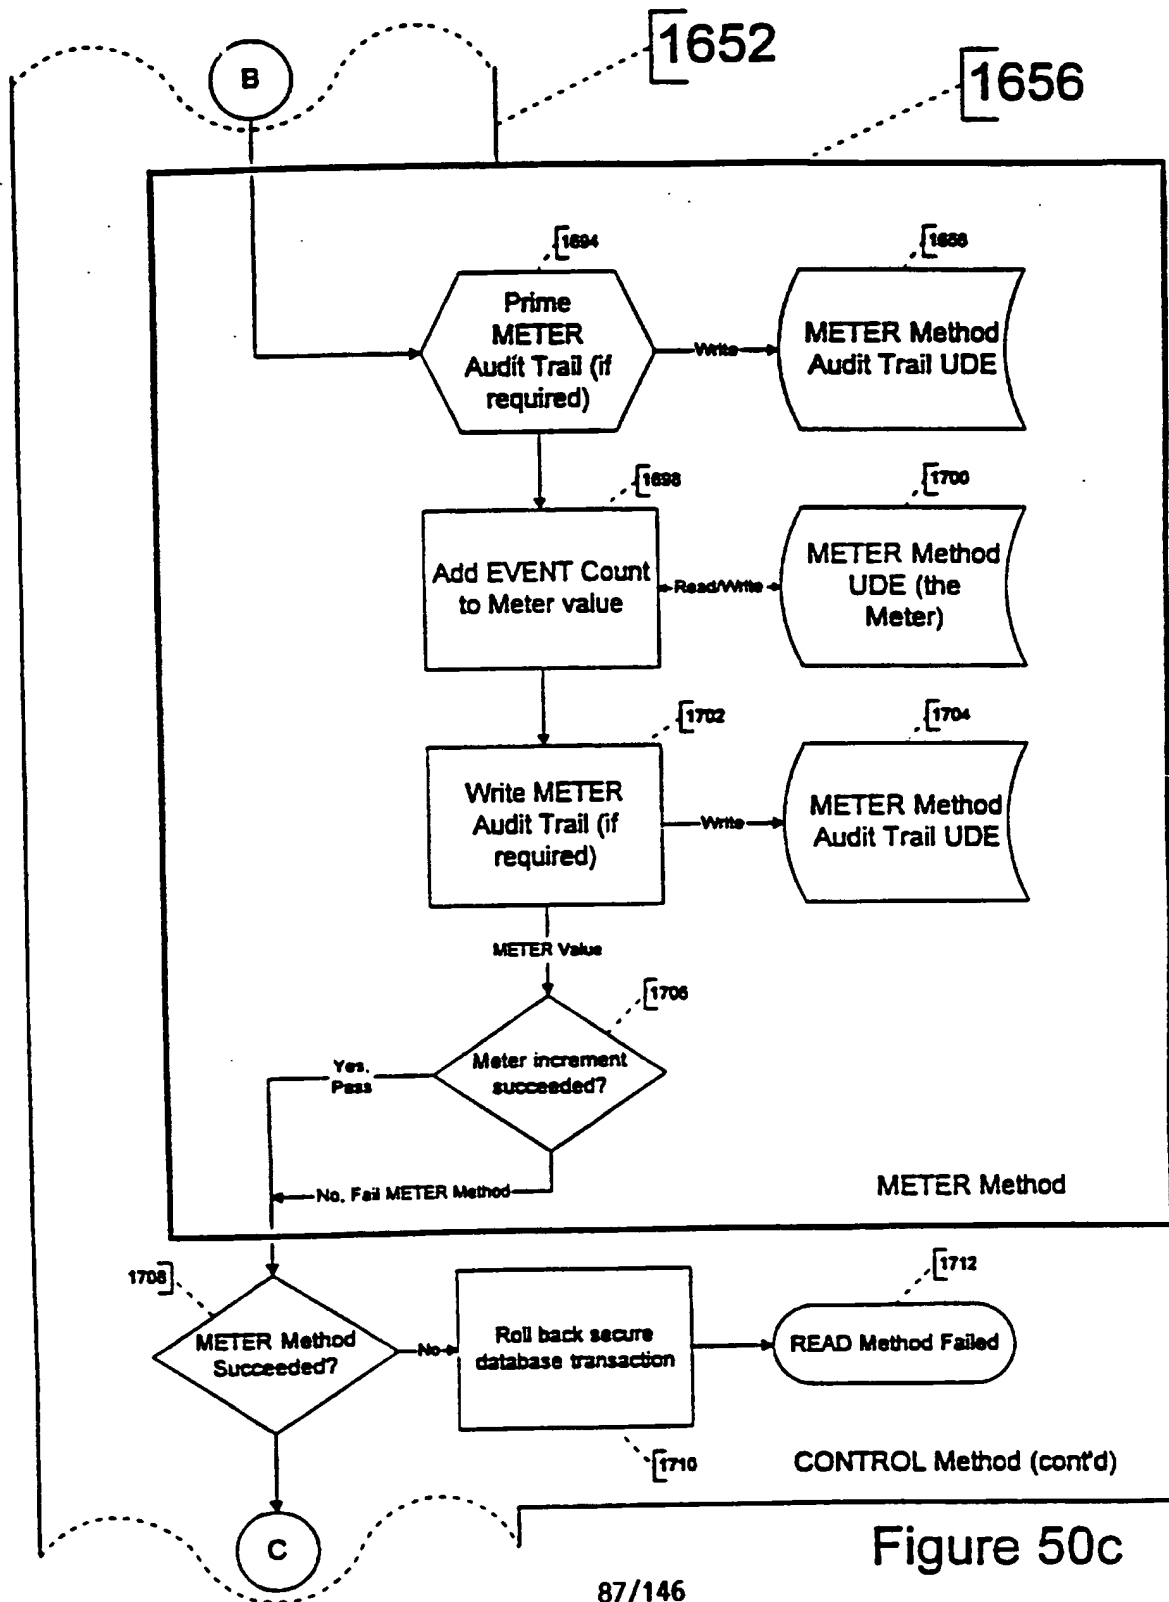 1652
B
1656
1694
Prime
METER
Audit Trail (if
required)
Write
METER Method
Audit Trail UDE
1698
1700
Add EVENT Count
to Meter value
Read/Write
METER Method
UDE (the
Meter)
1702
1704
Write METER
Audit Trail (if
required)
Write
METER Method
Audit Trail UDE
METER Value
1706
Meter increment
succeeded?
Yes,
Pass
No, Fail METER Method
METER Method
1708
1712
METER Method
Succeeded?
No
Roll back secure
database transaction
READ Method Failed
1710
CONTROL Method (cont'd)
C
Figure 50c
87/146